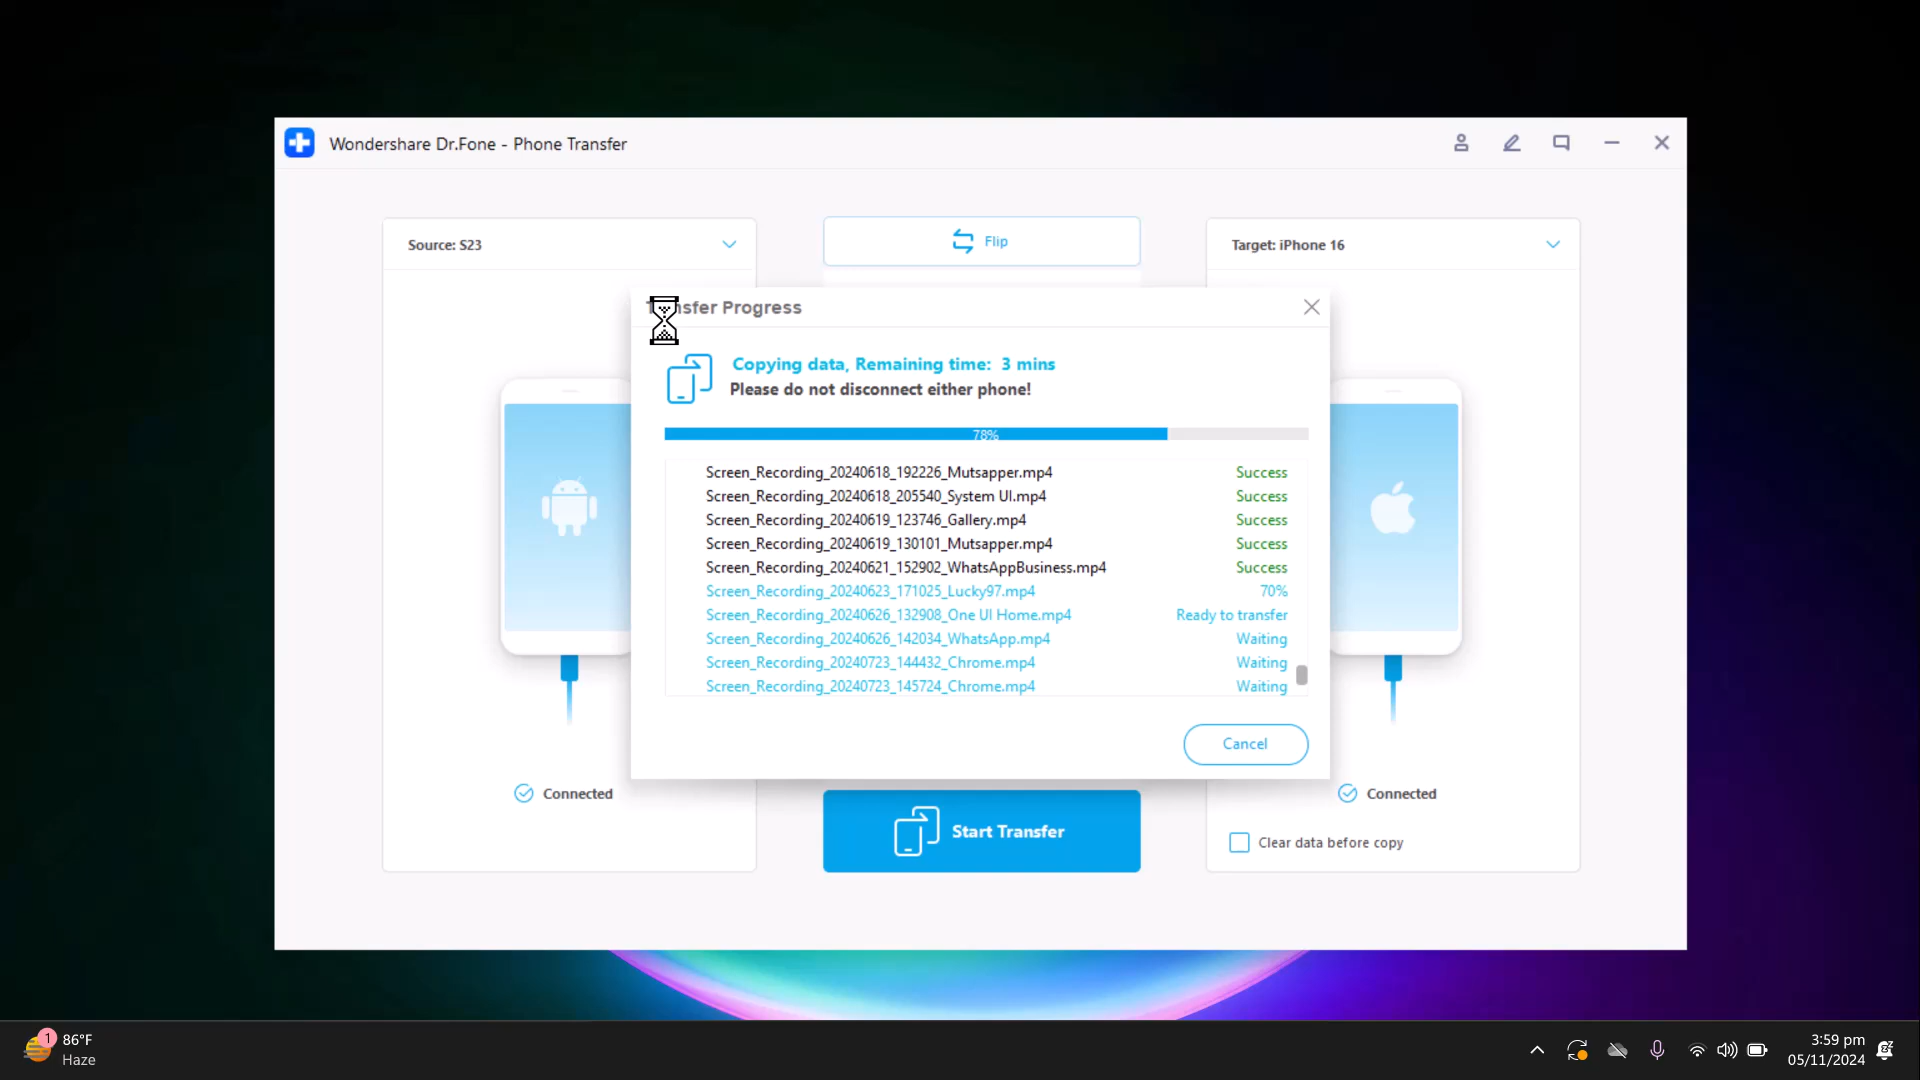 Wondershare Dr.Fone - Phone Transfer
Source: S23
Flip
Target: iPhone 16
nsfer Progress
Copying data, Remaining time: 3 mins
Please do not disconnect either phone!
78%
Screen_Recording_20240618_192226_Mutsapper.mp4 Success
Screen_Recording_20240618_205540_System UI.mp4 Success
Screen_Recording_20240619_123746_Gallery.mp4 Success
Screen_Recording_20240619_130101_Mutsapper.mp4 Success
Screen_Recording_20240621_152902_WhatsAppBusiness.mp4 Success
Screen_Recording_20240623_171025_Lucky97.mp4 70%
Screen_Recording_20240626_132908_One UI Home.mp4 Ready to transfer
Screen_Recording_20240626_142034_WhatsApp.mp4 Waiting
Screen_Recording_20240723_144432_Chrome.mp4 Waiting
Screen_Recording_20240723_145724_Chrome.mp4 Waiting
Cancel
Connected
Connected
Start Transfer
Clear data before copy
1
86°F
Haze
3:59 pm
05/11/2024